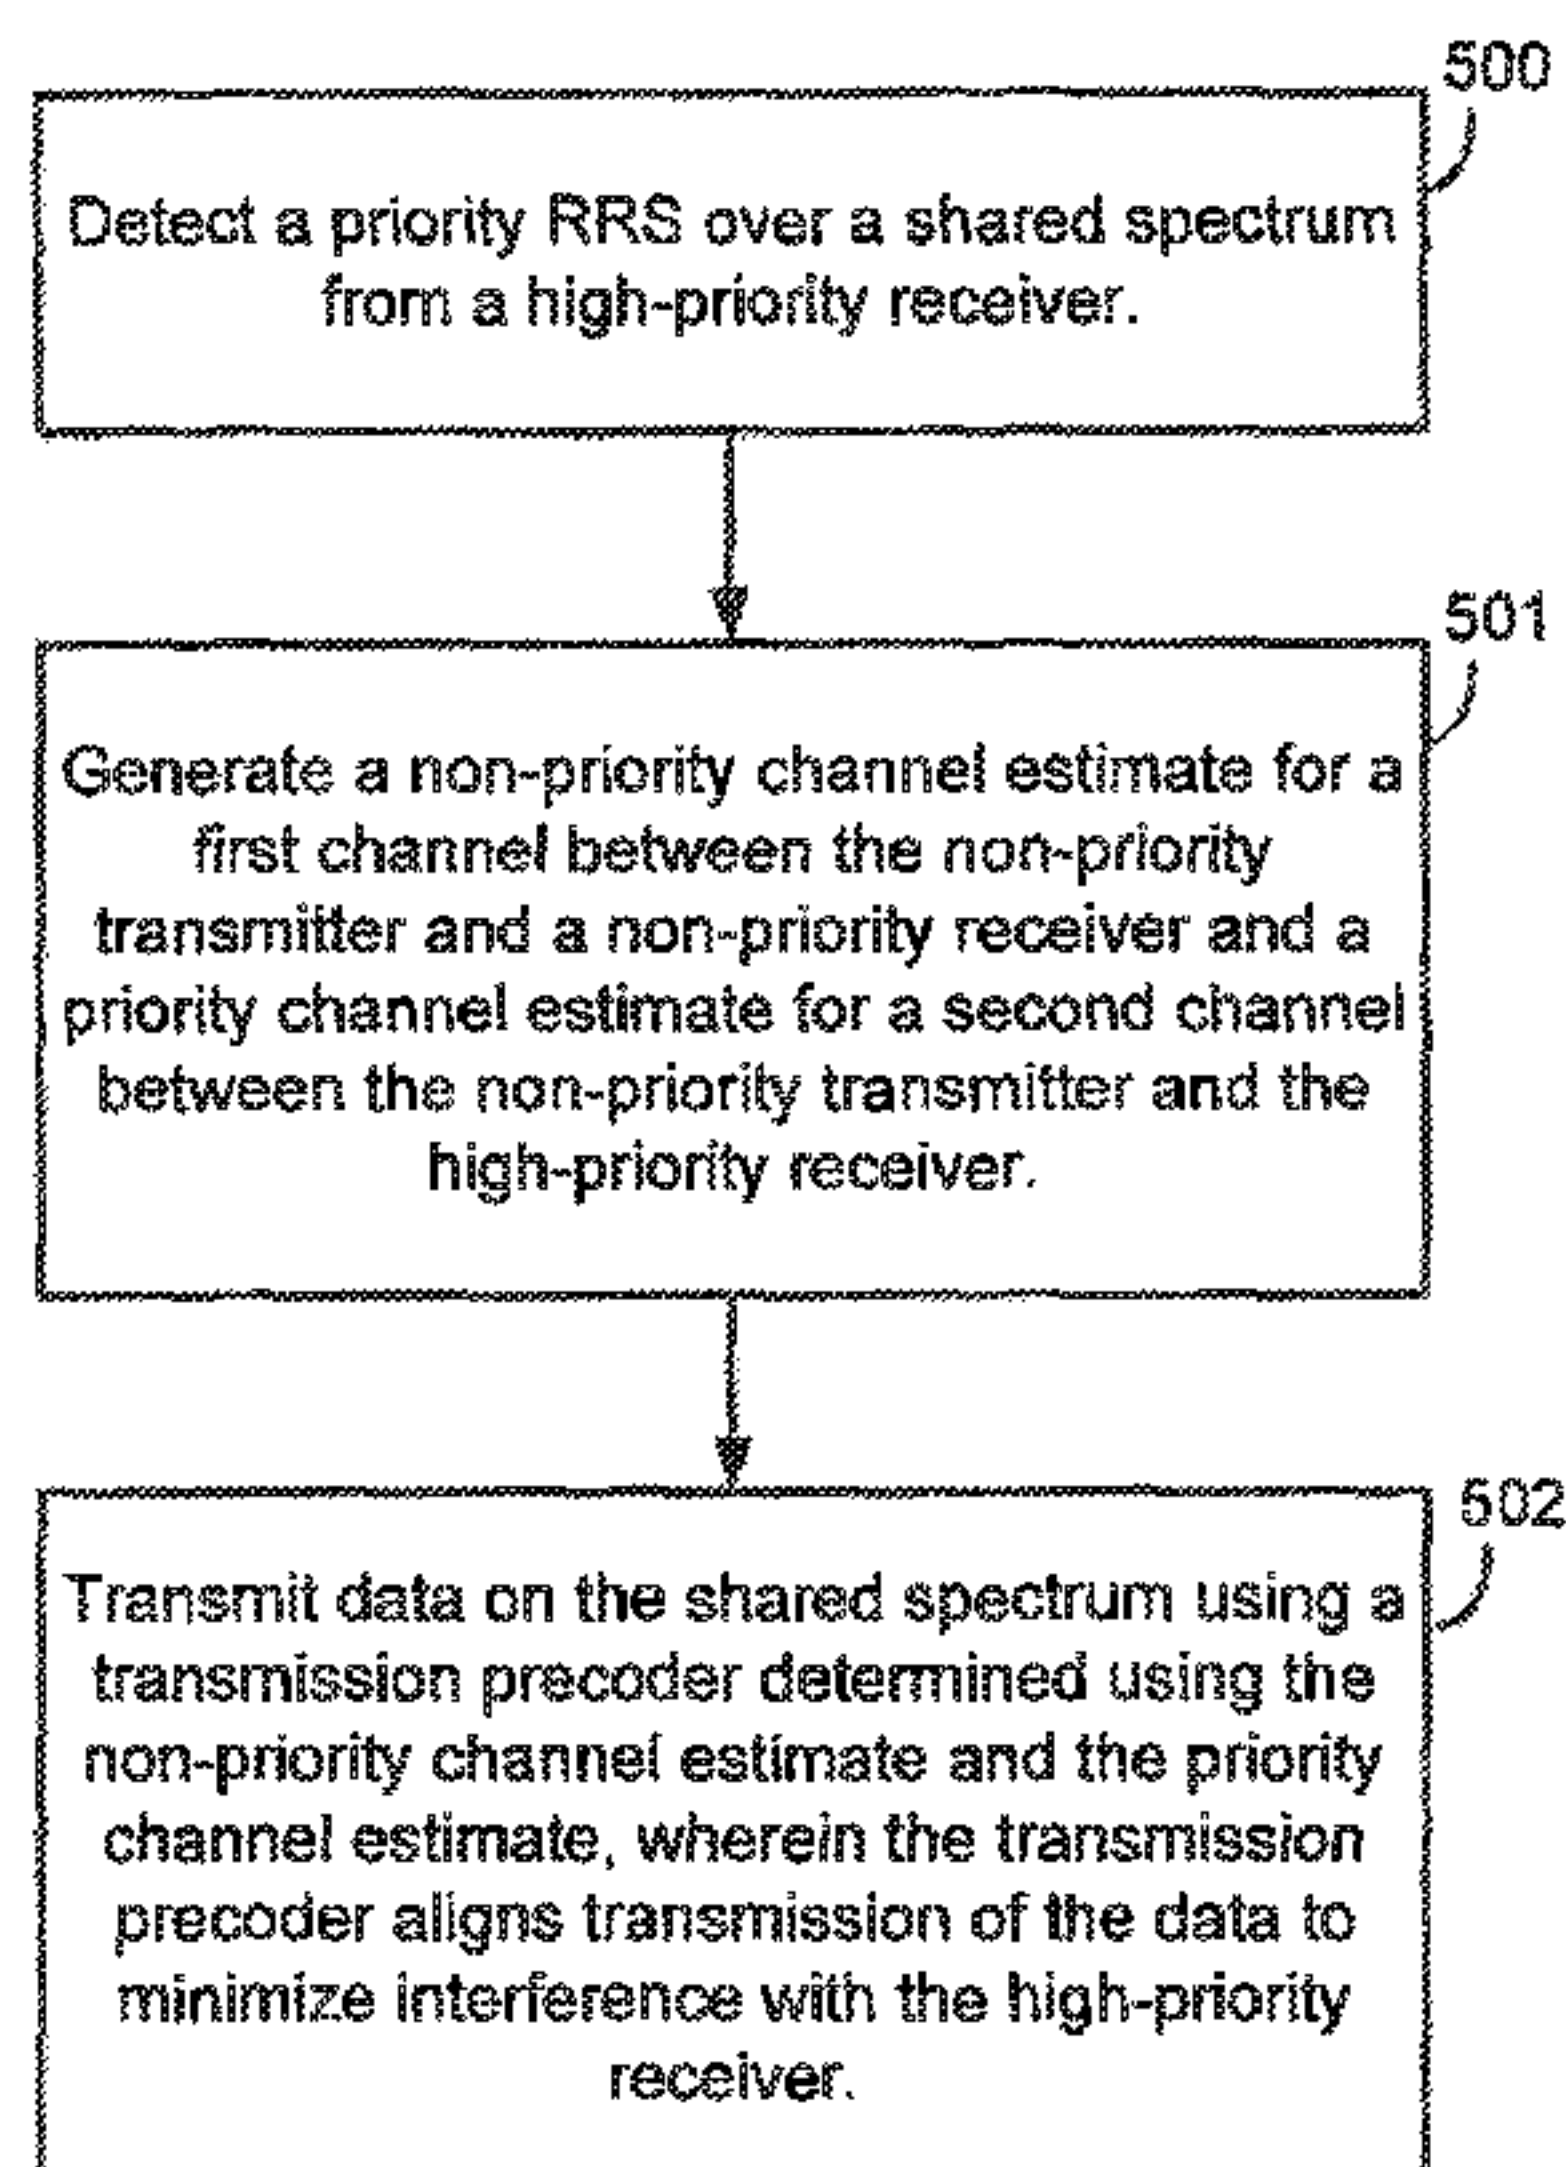 500
Detect a priority RRS over a shared spectrum
from a high-priority receiver.
501
Generate a non-priority channel estimate for a
first channel between the non-priority
transmitter and a non-priority receiver and a
priority channel estimate for a second channel
between the non-priority transmitter and the
high-priority receiver.
502
Transmit data on the shared spectrum using a
transmission precoder determined using the
non-priority channel estimate and the priority
channel estimate, wherein the transmission
precoder aligns transmission of the data to
minimize interference with the high-priority
receiver.